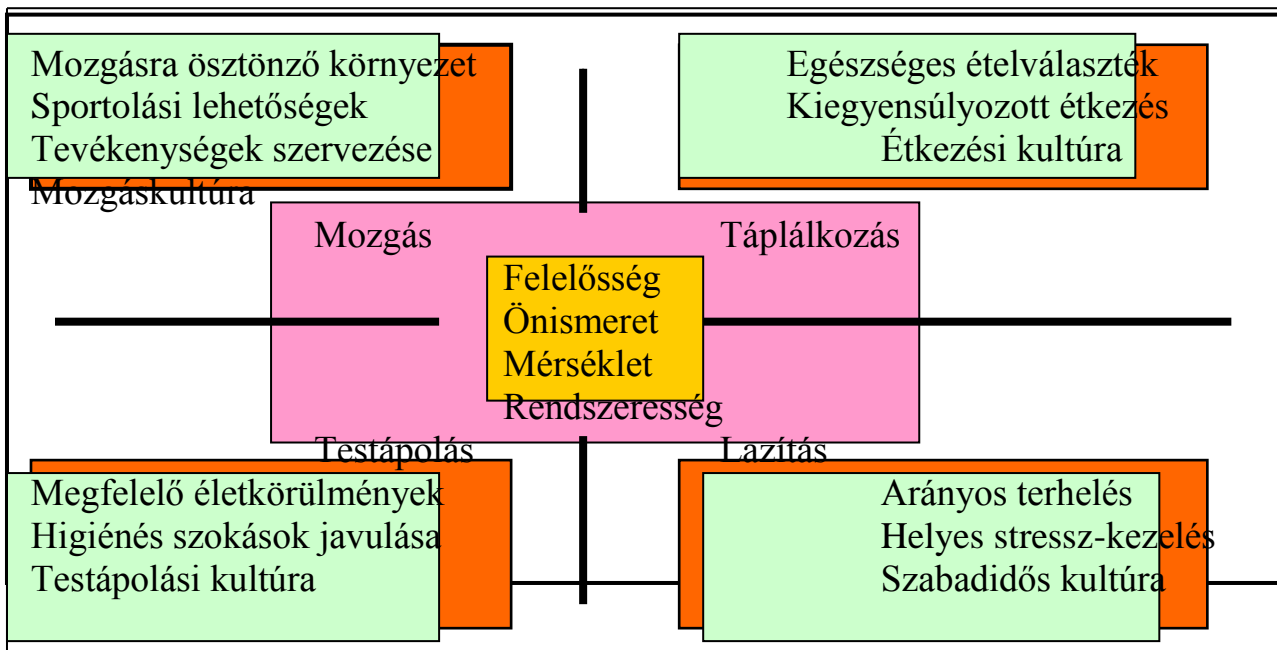 Mozgásra ösztönző környezet
Sportolási lehetőségek
Tevékenységek szervezése
Mozgáskultúra
Egészséges ételválaszték
Kiegyensúlyozott étkezés
Étkezési kultúra
Mozgás
Táplálkozás
Felelősség
Önismeret
Mérséklet
Rendszeresség
Testápolás
Lazítás
Megfelelő életkörülmények
Higiénés szokások javulása
Testápolási kultúra
Arányos terhelés
Helyes stressz-kezelés
Szabadidős kultúra